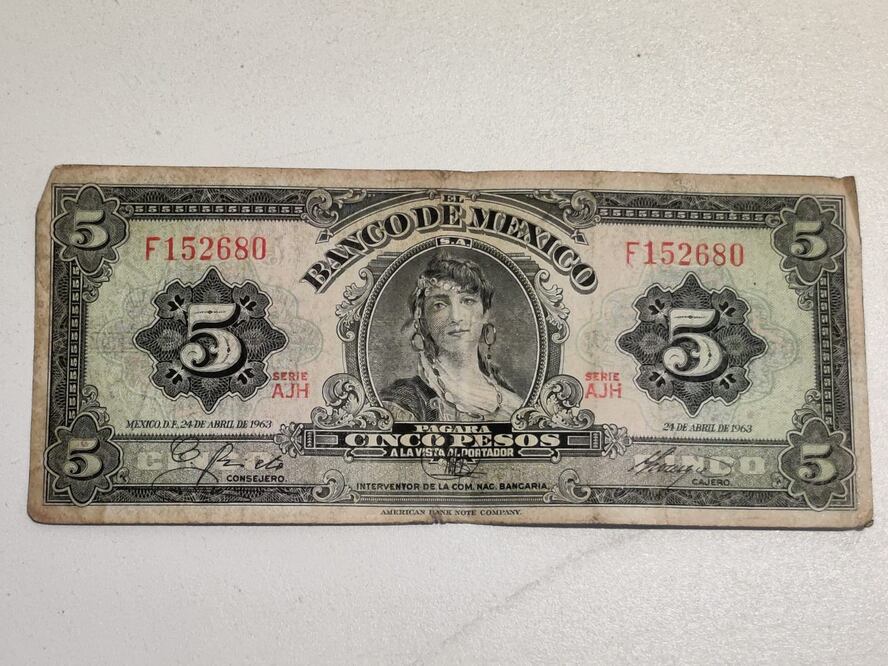 5 5
EL
BANCO DE MEXICO
S.A.
F152680 F152680
5 5
SERIE SERIE
AJH AJH
MEXICO, D.F., 24 DE ABRIL DE 1963 24 DE ABRIL DE 1963
PAGARA
CINCO PESOS
A LA VISTA AL PORTADOR
5 CINCO CINCO 5
CONSEJERO. CAJERO.
INTERVENTOR DE LA COM. NAC. BANCARIA.
AMERICAN BANK NOTE COMPANY.